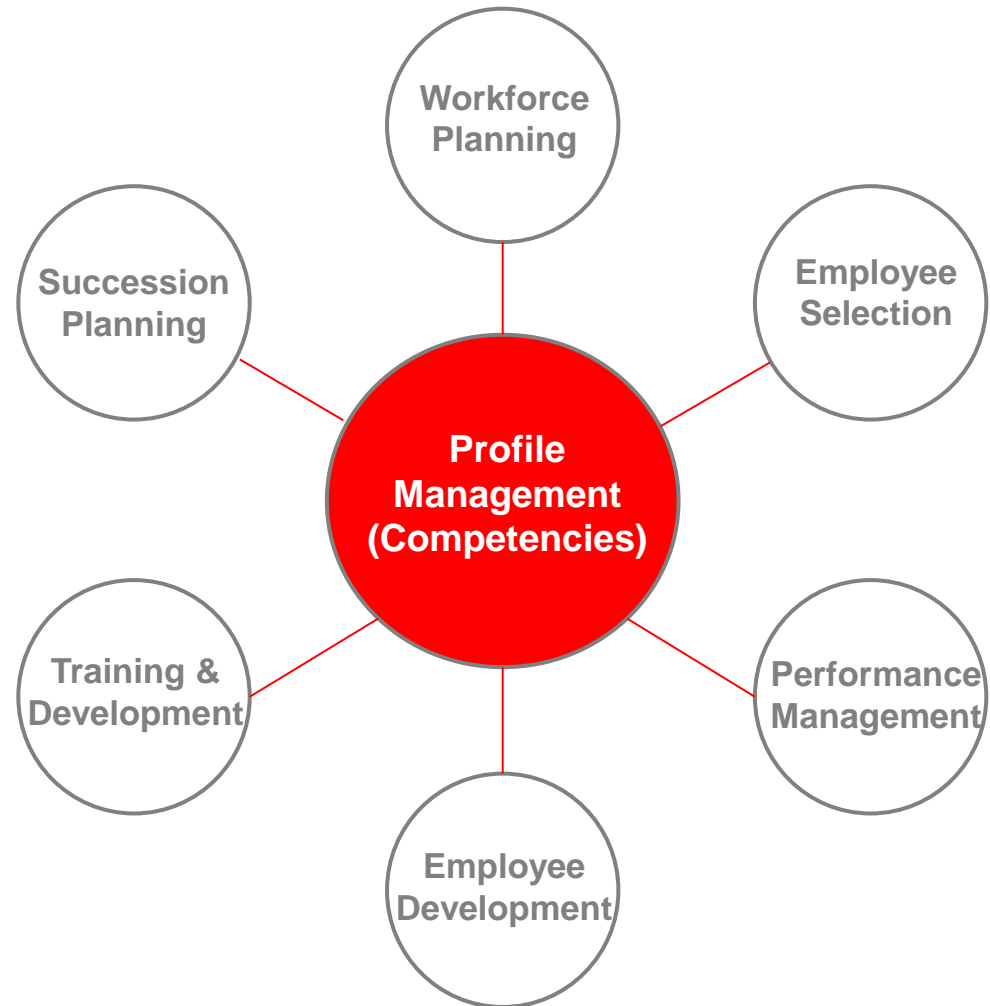 Workforce
Planning
Succession
Planning
Employee
Selection
Profile
Management
(Competencies)
Training &
Development
Performance
Management
Employee
Development